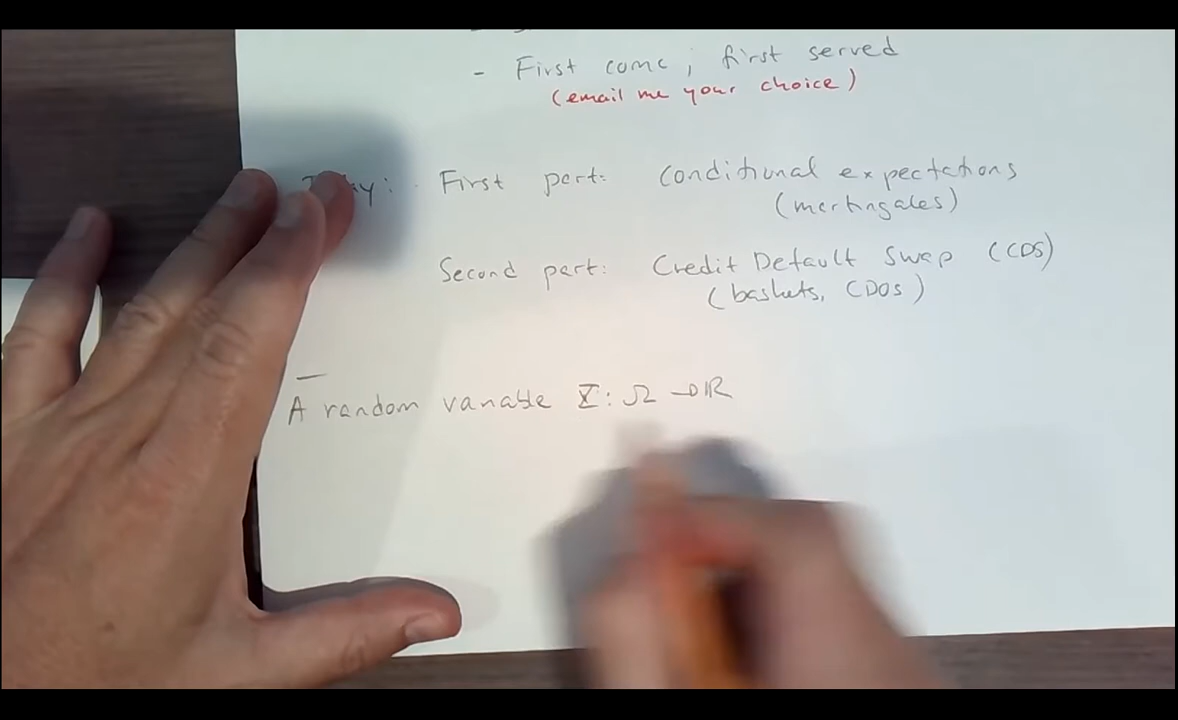 - First come; first served
(email me your choice)
First part: conditional expectations
(martingales)
Second part: Credit Default Swap (CDS)
(baskets, CDOs)
A random variable X: Ω → ℝ